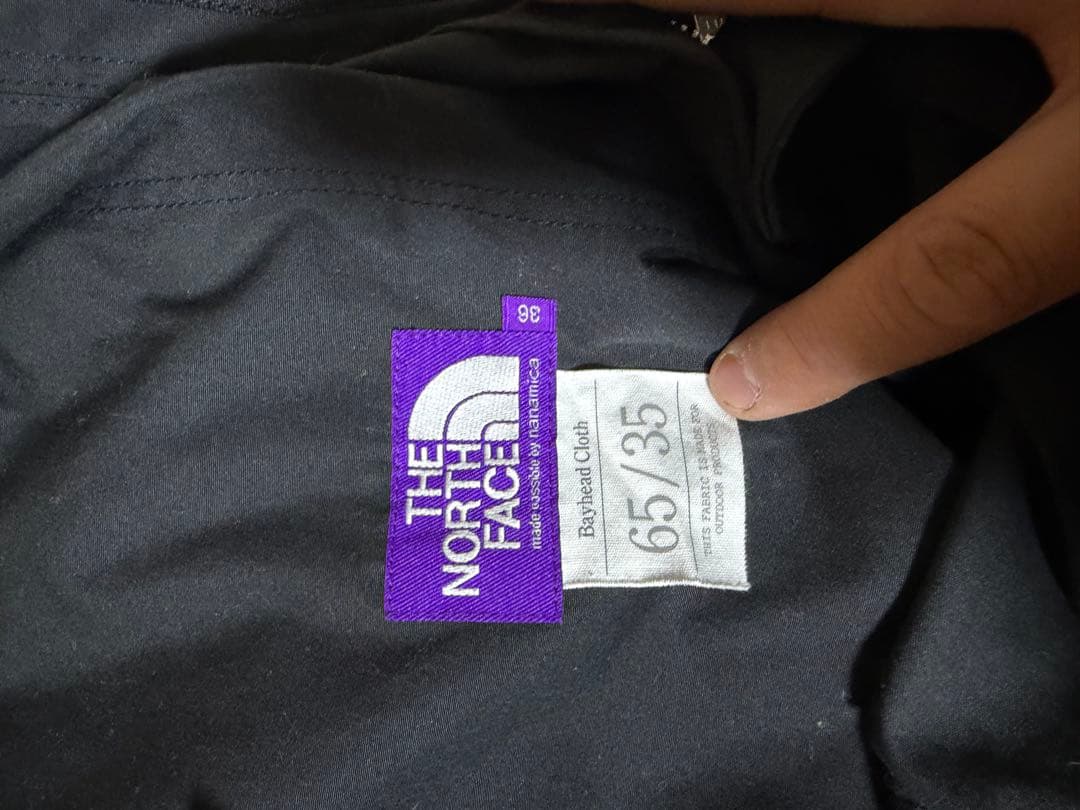 36
THE
NORTH
FACE
made possible by nanamica
Bayhead Cloth
65/35
THIS FABRIC IS MADE FOR
OUTDOOR PRODUCTS